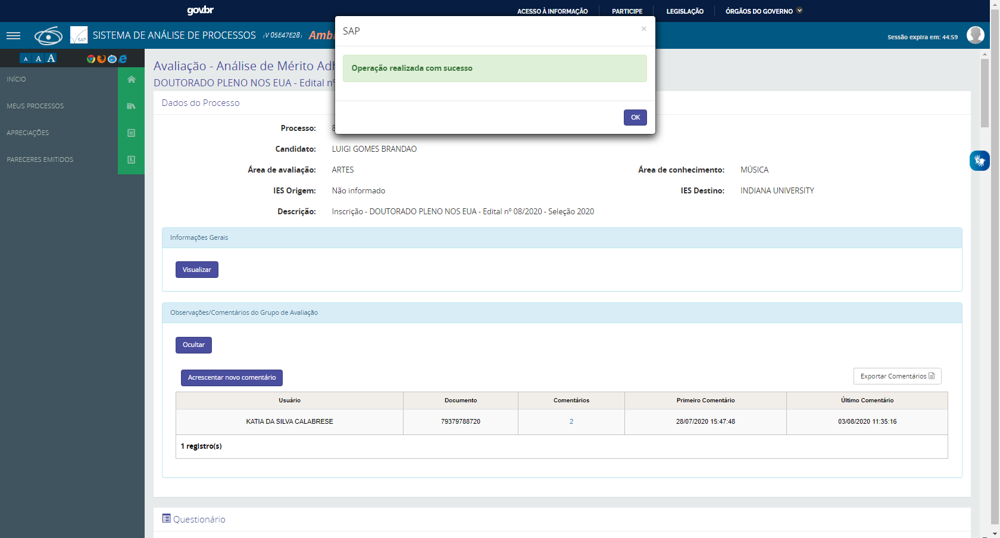 gov.br
ACESSO À INFORMAÇÃO
PARTICIPE
LEGISLAÇÃO
ÓRGÃOS DO GOVERNO
SAP
SISTEMA DE ANÁLISE DE PROCESSOS
(V 05E47E28)
Ambi
Sessão expira em: 44:59
SAP
×
Operação realizada com sucesso
OK
A A A
INÍCIO
MEUS PROCESSOS
APRECIAÇÕES
PARECERES EMITIDOS
Avaliação - Análise de Mérito Adh
DOUTORADO PLENO NOS EUA - Edital nº
Dados do Processo
Processo: 8
Candidato: LUIGI GOMES BRANDAO
Área de avaliação: ARTES
Área de conhecimento: MÚSICA
IES Origem: Não informado
IES Destino: INDIANA UNIVERSITY
Descrição: Inscrição - DOUTORADO PLENO NOS EUA - Edital nº 08/2020 - Seleção 2020
Informações Gerais
Visualizar
Observações/Comentários do Grupo de Avaliação
Ocultar
Acrescentar novo comentário
Exportar Comentários
Usuário Documento Comentários Primeiro Comentário Último Comentário
KATIA DA SILVA CALABRESE 79379788720 2 28/07/2020 15:47:48 03/08/2020 11:35:16
1 registro(s)
Questionário